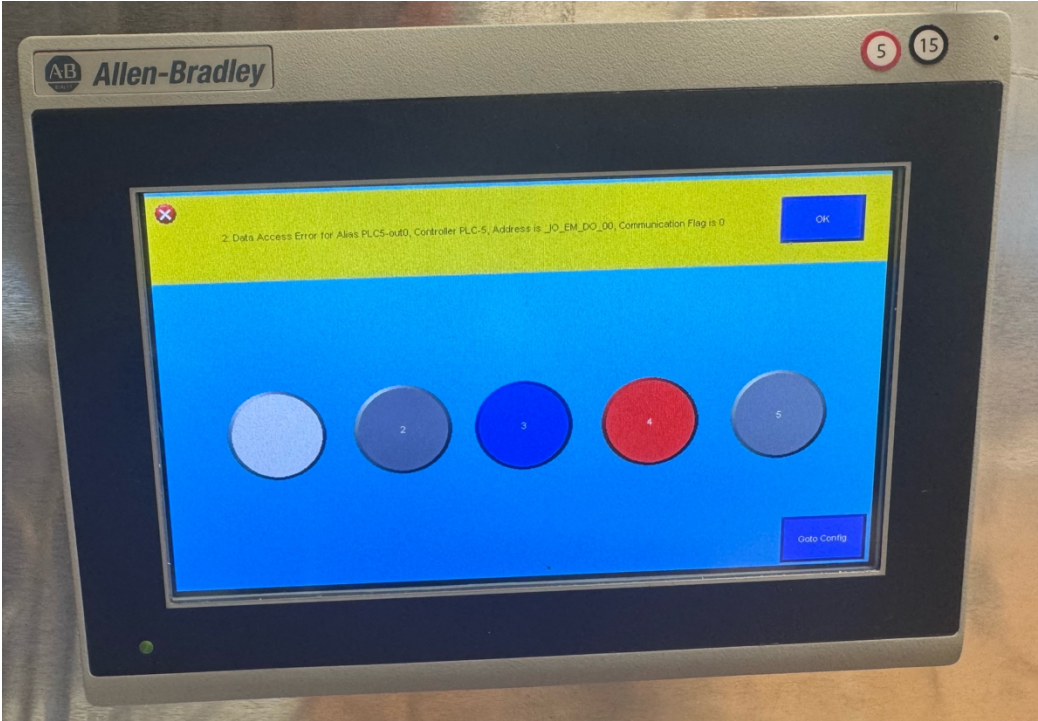 AB
Allen-Bradley
5
15
2: Data Access Error for Alias PLC5-out0, Controller PLC-5, Address is _IO_EM_DO_00, Communication Flag is 0
OK
2
3
4
5
Goto Config